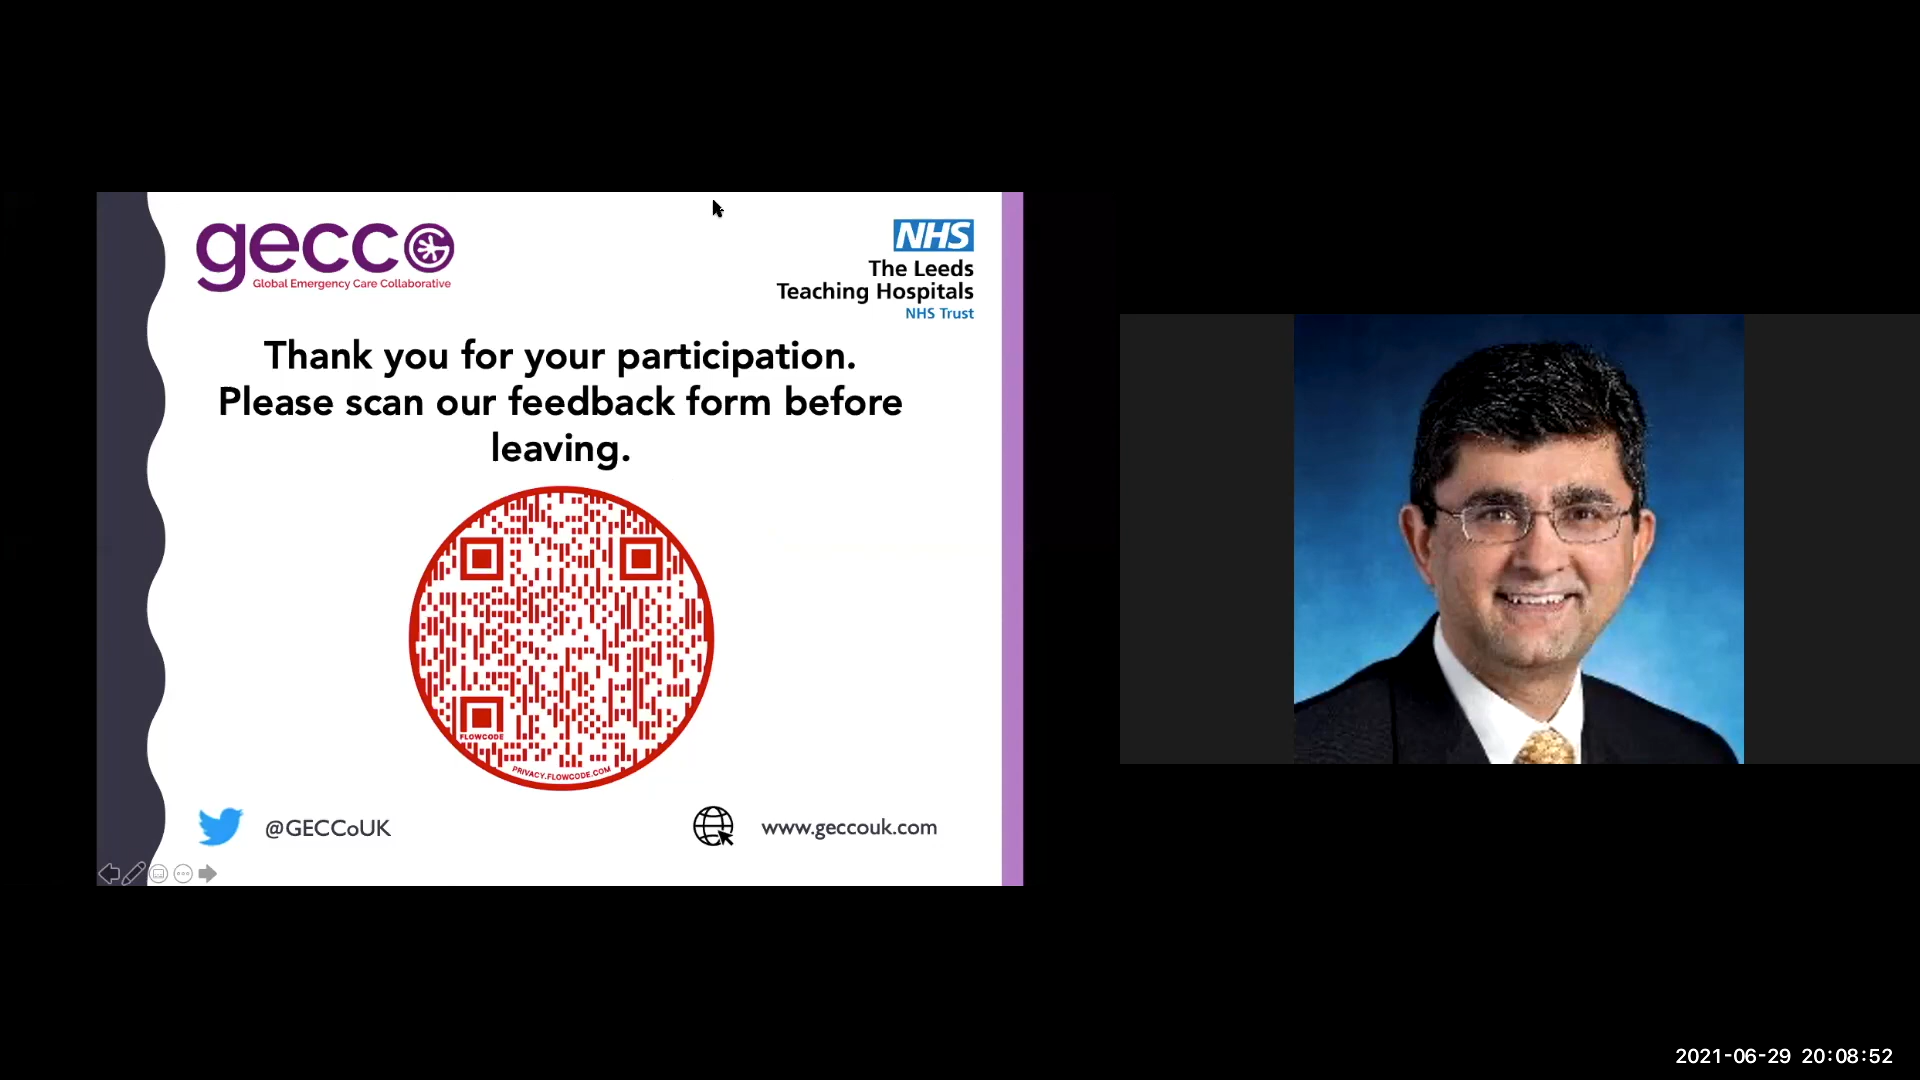 gecco
Global Emergency Care Collaborative
NHS
The Leeds
Teaching Hospitals
NHS Trust
Thank you for your participation.
Please scan our feedback form before
leaving.
FLOWCODE
PRIVACY.FLOWCODE.COM
@GECCoUK
www.geccouk.com
2021-06-29 20:08:52